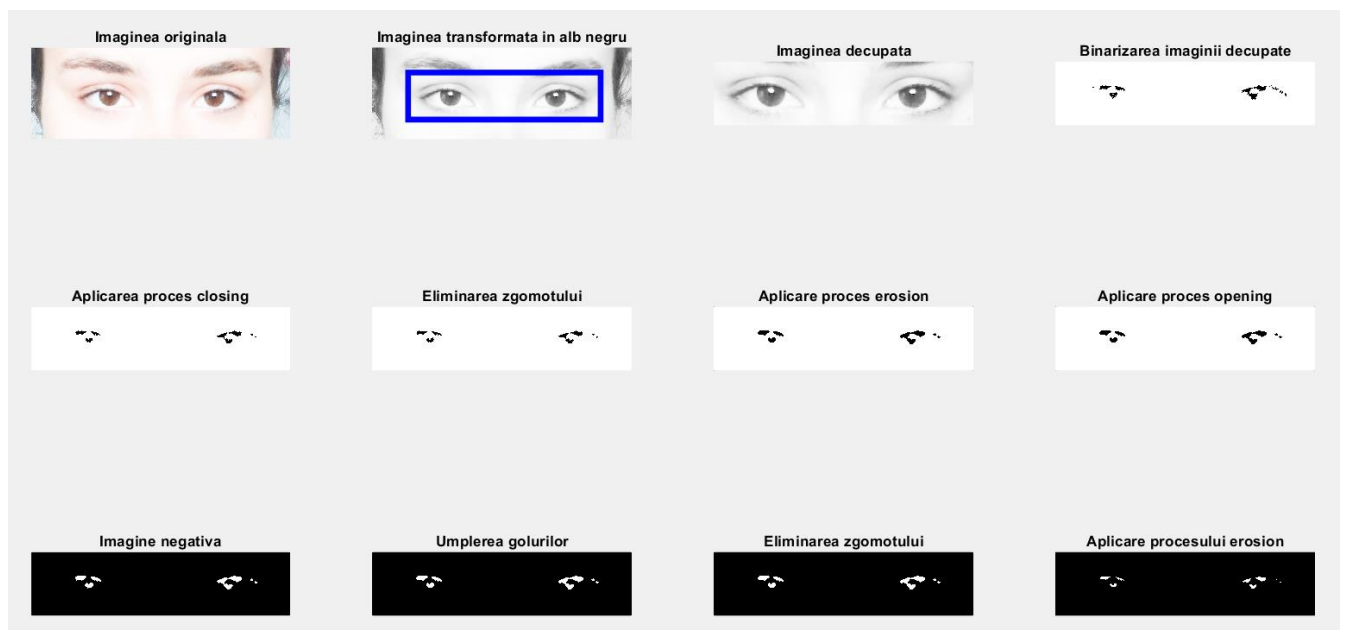 Imaginea originala
Imaginea transformata in alb negru
Imaginea decupata
Binarizarea imaginii decupate
Aplicarea proces closing
Eliminarea zgomotului
Aplicare proces erosion
Aplicare proces opening
Imagine negativa
Umplerea golurilor
Eliminarea zgomotului
Aplicare procesului erosion